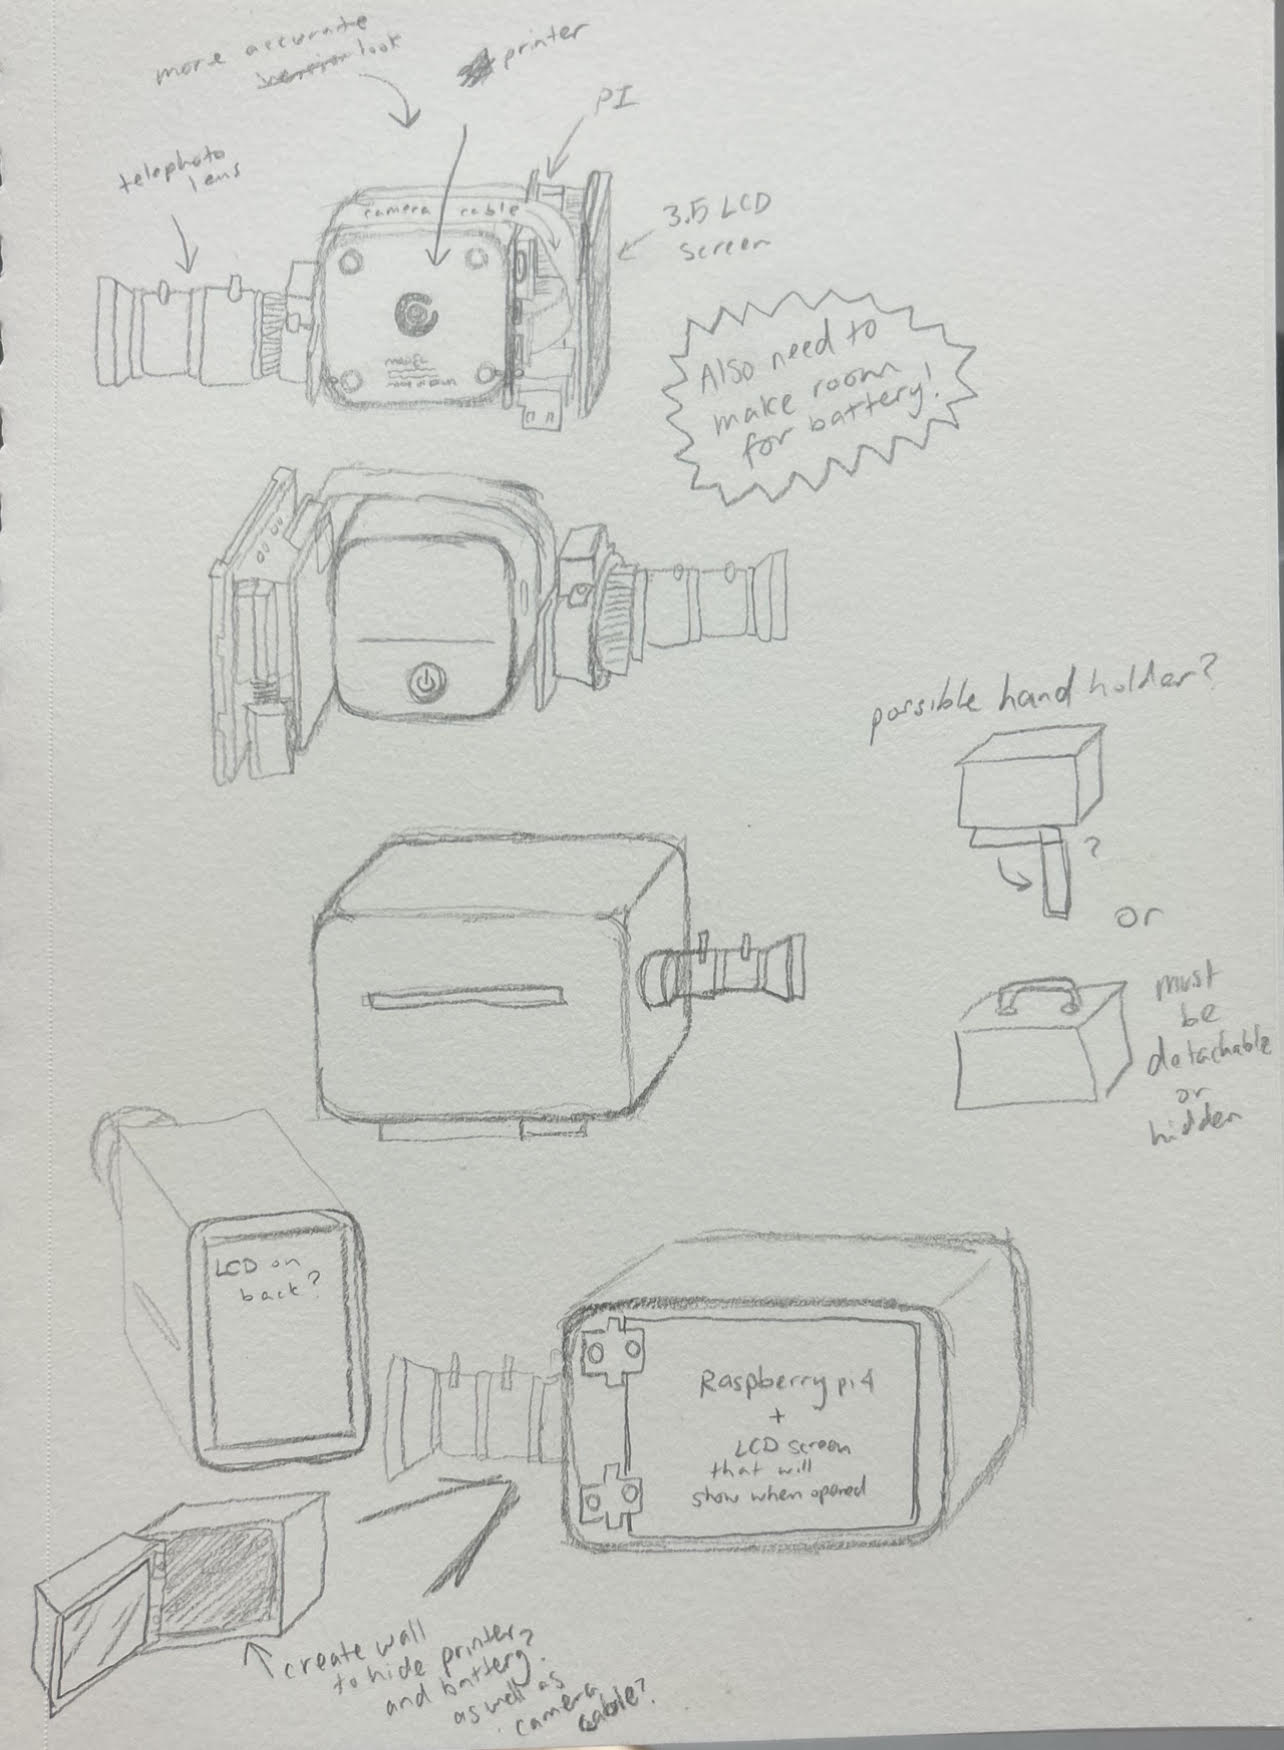 more accurate
look
printer
PI
telephoto
lens
camera cable
3.5 LCD
screen
Also need to
make room
for battery!
possible hand holder?
?
or
must
be
detachable
or
hidden
LCD on
back?
Raspberry pi 4
+
LCD screen
that will
show when opened
create wall
to hide printer?
and battery?
as well as
camera
cable?